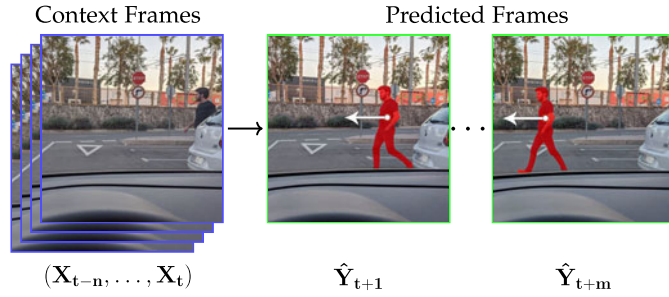 Context Frames
Predicted Frames
. . .
(X_{t−n}, . . . , X_t)
Ŷ_{t+1}
Ŷ_{t+m}